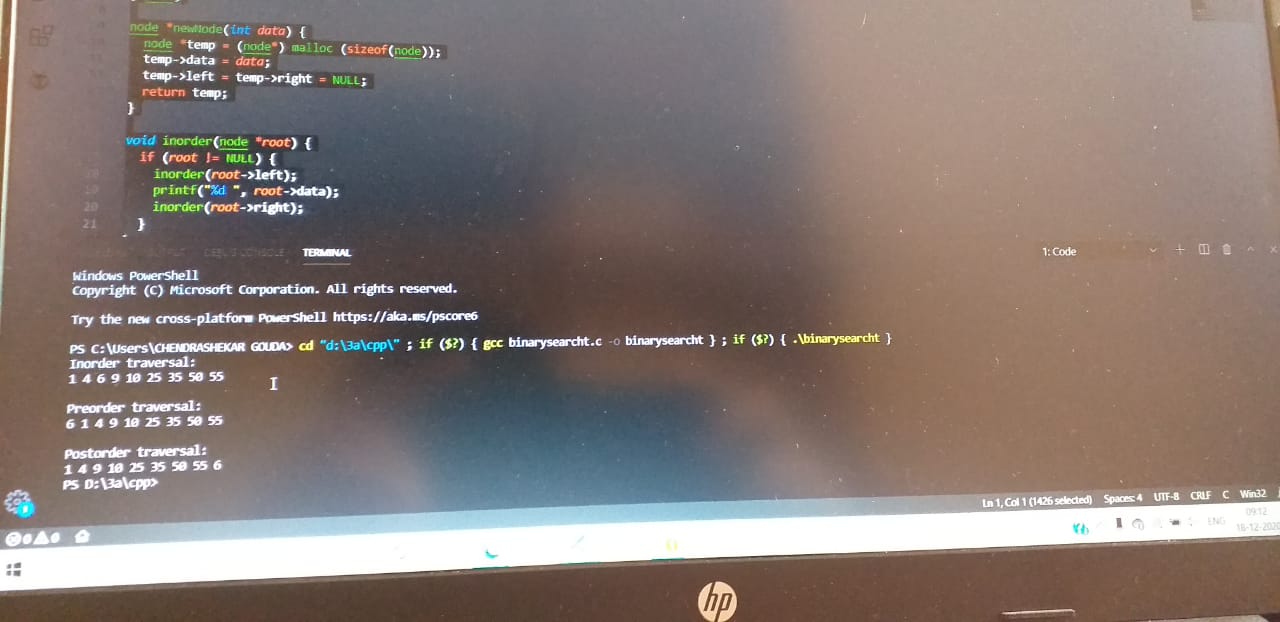 node *newNode(int data) {
node *temp = (node*) malloc (sizeof(node));
temp->data = data;
temp->left = temp->right = NULL;
return temp;
}
void inorder(node *root) {
if (root != NULL) {
inorder(root->left);
19 printf("%d ", root->data);
20 inorder(root->right);
21 }
DEBUG CONSOLE TERMINAL 1: Code
Windows PowerShell
Copyright (C) Microsoft Corporation. All rights reserved.
Try the new cross-platform PowerShell https://aka.ms/pscore6
PS C:\Users\CHENDRASHEKAR GOUDA> cd "d:\3a\cpp\" ; if ($?) { gcc binarysearcht.c -o binarysearcht } ; if ($?) { .\binarysearcht }
Inorder traversal:
1 4 6 9 10 25 35 50 55
Preorder traversal:
6 1 4 9 10 25 35 50 55
Postorder traversal:
1 4 9 10 25 35 50 55 6
PS D:\3a\cpp>
Ln 1, Col 1 (1426 selected) Spaces: 4 UTF-8 CRLF C Win32
0 0
ENG 09:12
18-12-2020
hp